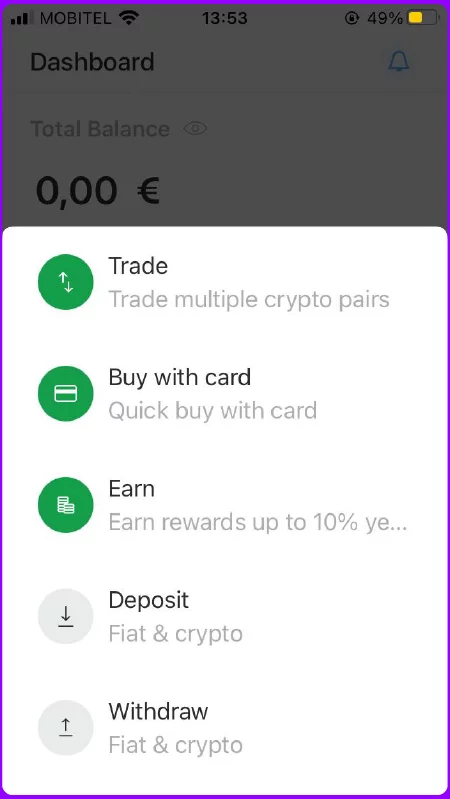 MOBITEL 13:53 49%
Dashboard
Total Balance
0,00 €
Trade
Trade multiple crypto pairs
Buy with card
Quick buy with card
Earn
Earn rewards up to 10% ye...
Deposit
Fiat & crypto
Withdraw
Fiat & crypto